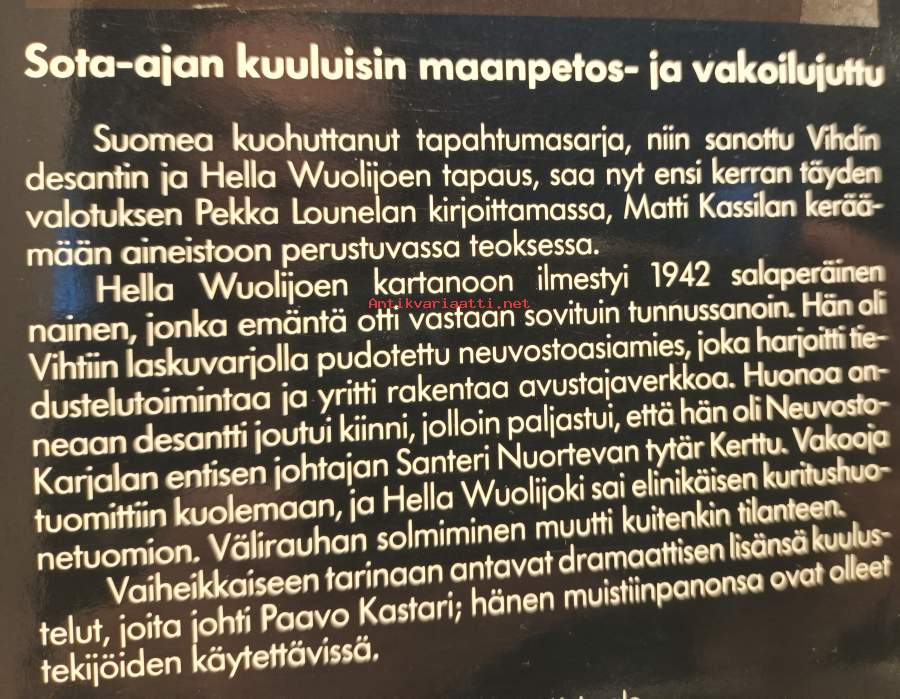 Sota-ajan kuuluisin maanpetos- ja vakoilujuttu
Suomea kuohuttanut tapahtumasarja, niin sanottu Vihdin
desantin ja Hella Wuolijoen tapaus, saa nyt ensi kerran täyden
valotuksen Pekka Lounelan kirjoittamassa, Matti Kassilan kerää-
mään aineistoon perustuvassa teoksessa.
Hella Wuolijoen kartanoon ilmestyi 1942 salaperäinen
Antikvariaatti.net
nainen, jonka emäntä otti vastaan sovituin tunnussanoin. Hän oli
Vihtiin laskuvarjolla pudotettu neuvostoasiamies, joka harjoitti tie-
dustelutoimintaa ja yritti rakentaa avustajaverkkoa. Huonoa on-
neaan desantti joutui kiinni, jolloin paljastui, että hän oli Neuvosto-
Karjalan entisen johtajan Santeri Nuortevan tytär Kerttu. Vakooja
tuomittiin kuolemaan, ja Hella Wuolijoki sai elinikäisen kuritushuo-
netuomion. Välirauhan solmiminen muutti kuitenkin tilanteen.
Vaiheikkaiseen tarinaan antavat dramaattisen lisänsä kuulus-
telut, joita johti Paavo Kastari; hänen muistiinpanonsa ovat olleet
tekijöiden käytettävissä.